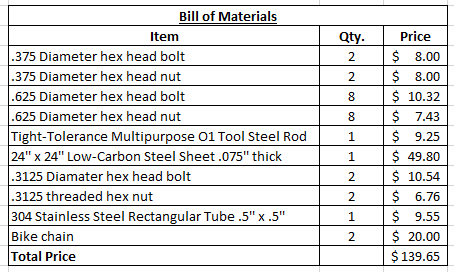 Bill of Materials
Item Qty. Price
.375 Diameter hex head bolt 2 $ 8.00
.375 Diameter hex head nut 2 $ 8.00
.625 Diameter hex head bolt 8 $ 10.32
.625 Diameter hex head nut 8 $ 7.43
Tight-Tolerance Multipurpose O1 Tool Steel Rod 1 $ 9.25
24" x 24" Low-Carbon Steel Sheet .075" thick 1 $ 49.80
.3125 Diamater hex head bolt 2 $ 10.54
.3125 threaded hex nut 2 $ 6.76
304 Stainless Steel Rectangular Tube .5" x .5" 1 $ 9.55
Bike chain 2 $ 20.00
Total Price $139.65